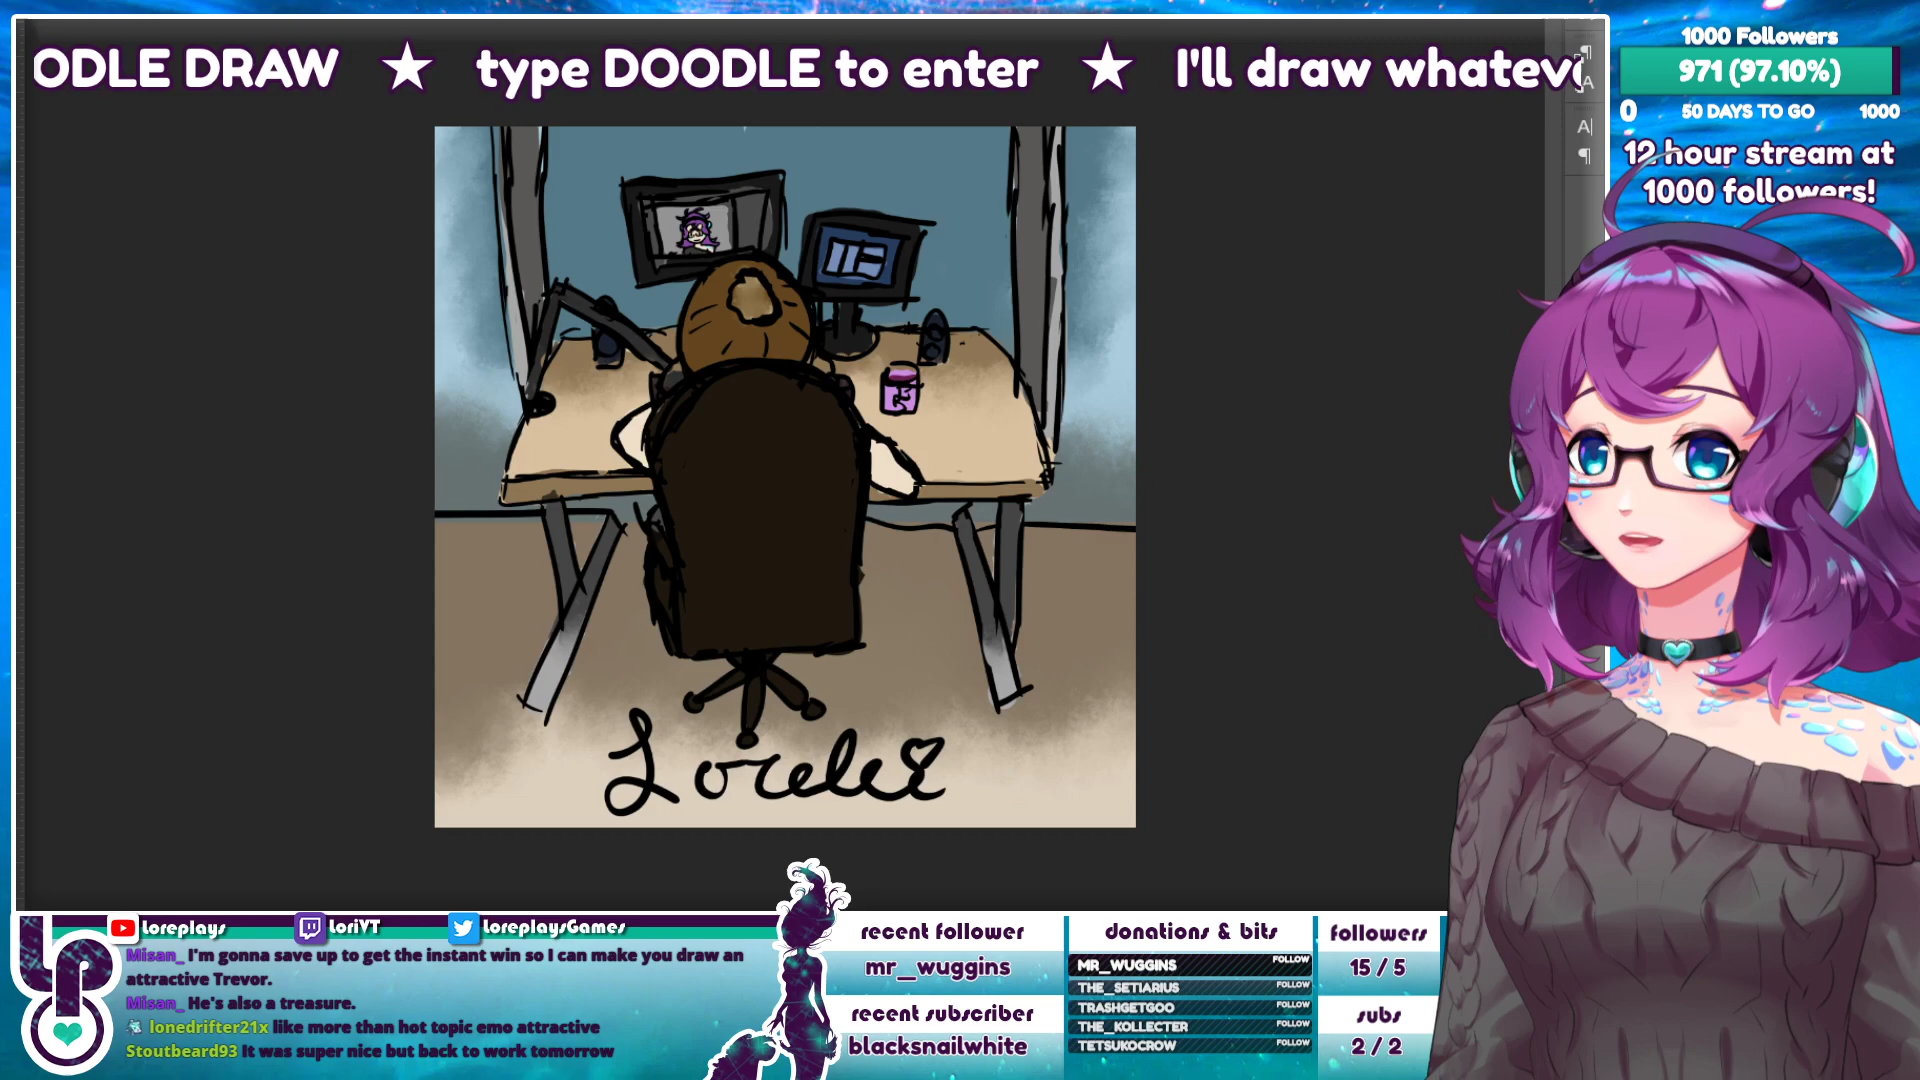 ODLE DRAW ★ type DOODLE to enter ★ I'll draw whateve
1000 Followers
971 (97.10%)
0 50 DAYS TO GO 1000
12 hour stream at
1000 followers!
Lorelei
Loreplays LoriVT LoreplaysGames
Misan_ I'm gonna save up to get the instant win so I can make you draw an
attractive Trevor.
Misan_ He's also a treasure.
lonedrifter21x like more than hot topic emo attractive
Stoutbeard93 It was super nice but back to work tomorrow
recent follower
mr__wuggins
recent subscriber
blacksnailwhite
donations & bits
MR__WUGGINS FOLLOW
THE_SETIARIUS FOLLOW
TRASHGETGOO FOLLOW
THE_KOLLECTER FOLLOW
TETSUKOCROW FOLLOW
followers
15 / 5
subs
2 / 2